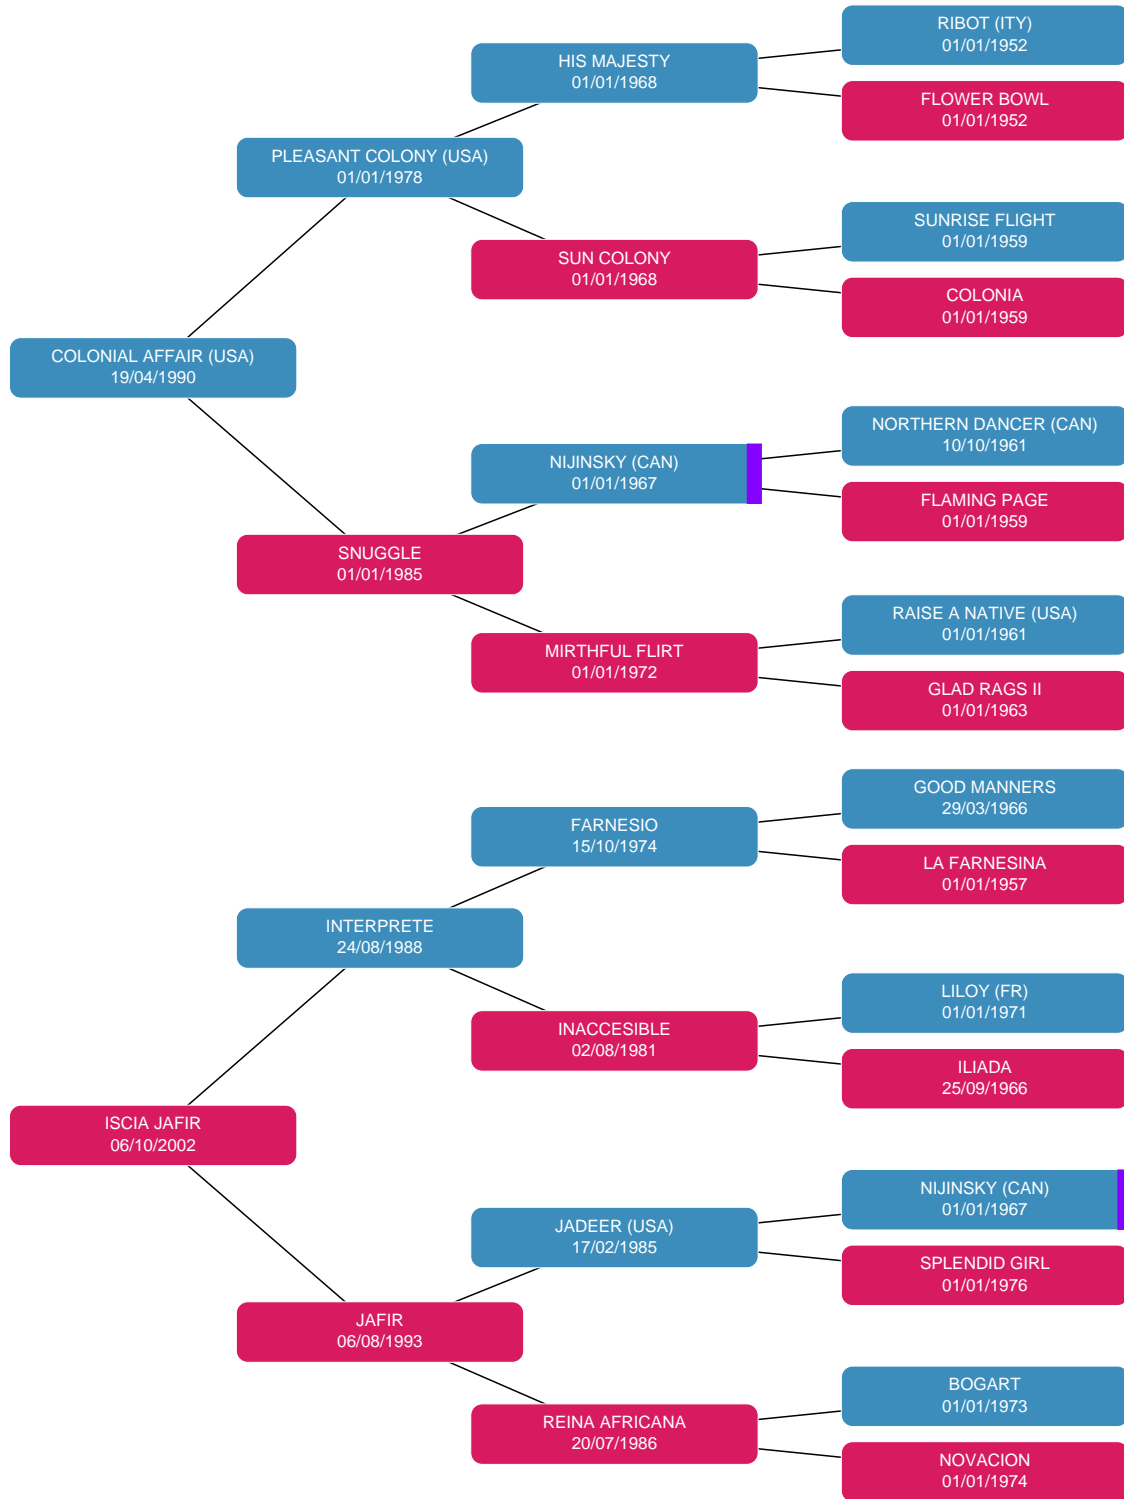 RIBOT (ITY)
01/01/1952
HIS MAJESTY
01/01/1968
FLOWER BOWL
01/01/1952
PLEASANT COLONY (USA)
01/01/1978
SUNRISE FLIGHT
01/01/1959
SUN COLONY
01/01/1968
COLONIA
01/01/1959
COLONIAL AFFAIR (USA)
19/04/1990
NORTHERN DANCER (CAN)
10/10/1961
NIJINSKY (CAN)
01/01/1967
FLAMING PAGE
01/01/1959
SNUGGLE
01/01/1985
RAISE A NATIVE (USA)
01/01/1961
MIRTHFUL FLIRT
01/01/1972
GLAD RAGS II
01/01/1963
GOOD MANNERS
29/03/1966
FARNESIO
15/10/1974
LA FARNESINA
01/01/1957
INTERPRETE
24/08/1988
LILOY (FR)
01/01/1971
INACCESIBLE
02/08/1981
ILIADA
25/09/1966
ISCIA JAFIR
06/10/2002
NIJINSKY (CAN)
01/01/1967
JADEER (USA)
17/02/1985
SPLENDID GIRL
01/01/1976
JAFIR
06/08/1993
BOGART
01/01/1973
REINA AFRICANA
20/07/1986
NOVACION
01/01/1974